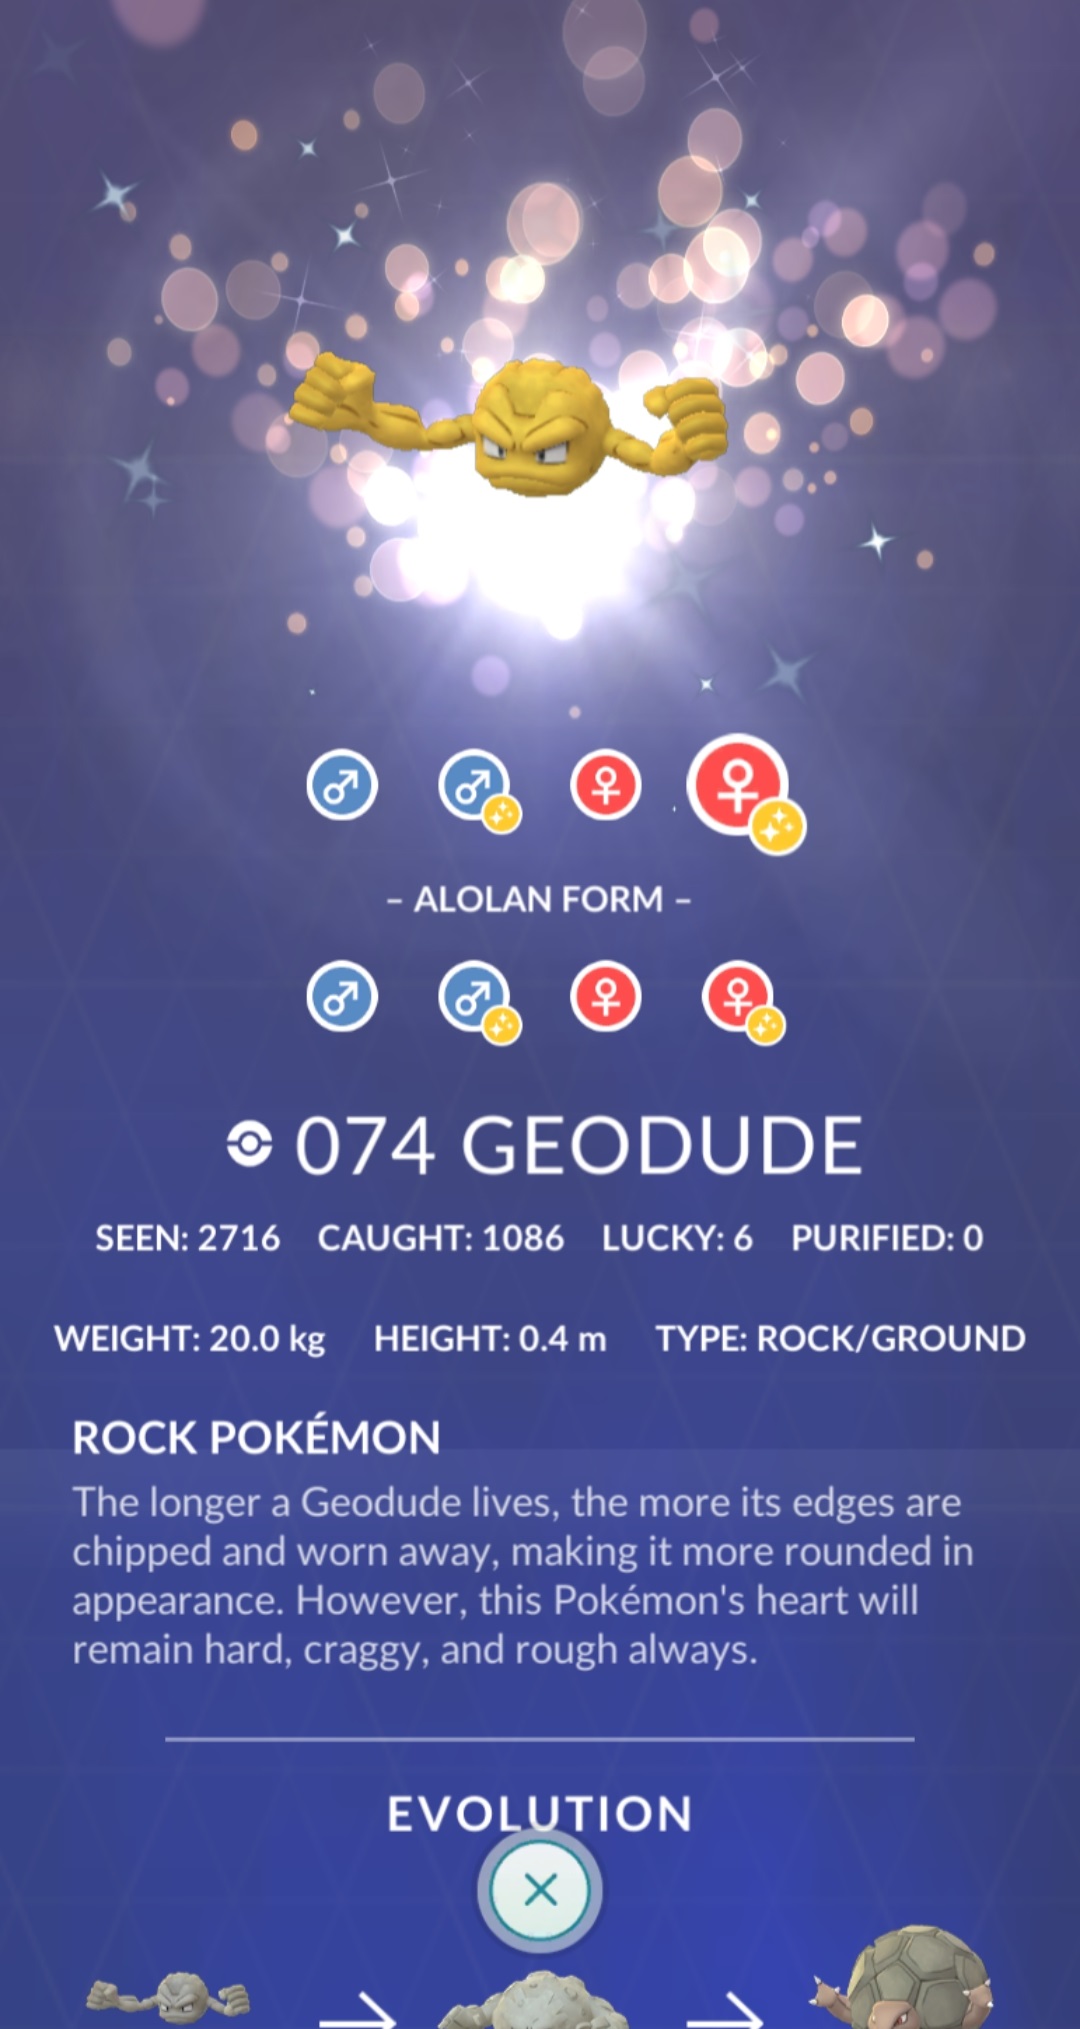 – ALOLAN FORM –
074 GEODUDE
SEEN: 2716 CAUGHT: 1086 LUCKY: 6 PURIFIED: 0
WEIGHT: 20.0 kg HEIGHT: 0.4 m TYPE: ROCK/GROUND
ROCK POKÉMON
The longer a Geodude lives, the more its edges are
chipped and worn away, making it more rounded in
appearance. However, this Pokémon's heart will
remain hard, craggy, and rough always.
EVOLUTION